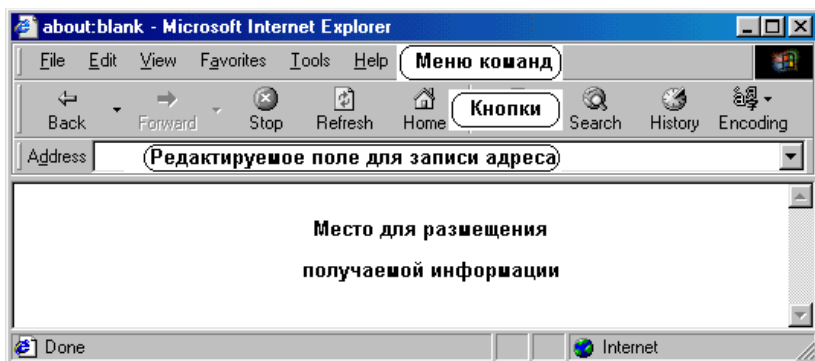 about:blank - Microsoft Internet Explorer
File Edit View Favorites Tools Help Меню команд
Back Forward Stop Refresh Home Кнопки Search History Encoding
Address Редактируемое поле для записи адреса
Место для размещения
получаемой информации
Done Internet